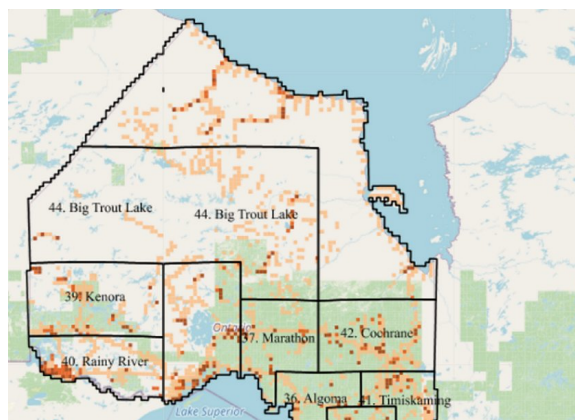 44. Big Trout Lake
44. Big Trout Lake
39. Kenora
Ontario
37. Marathon
42. Cochrane
40. Rainy River
36. Algoma
41. Timiskaming
Lake Superior